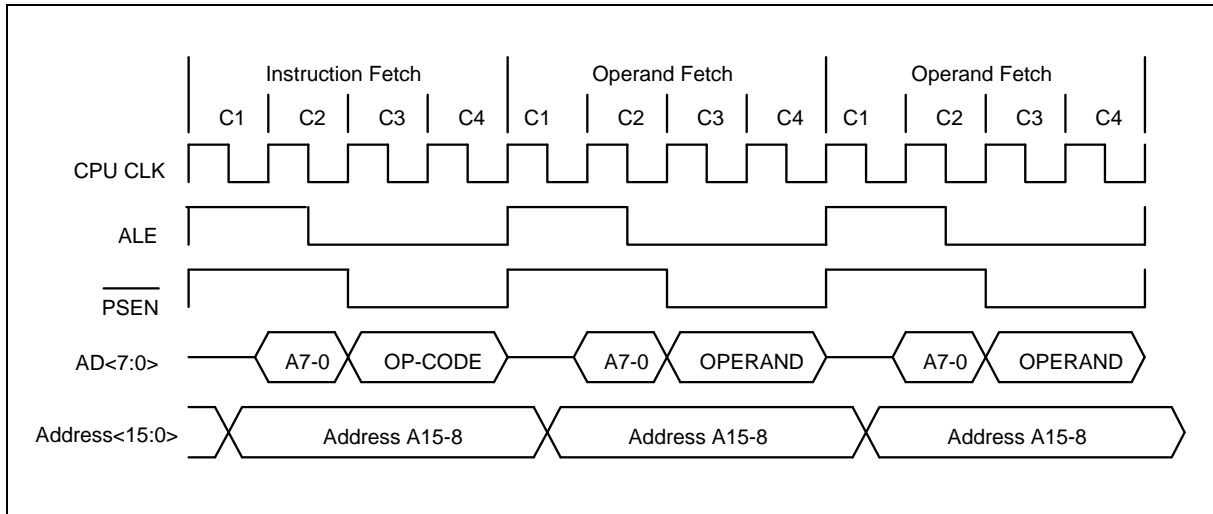 Instruction Fetch Operand Fetch Operand Fetch
C1 C2 C3 C4 C1 C2 C3 C4 C1 C2 C3 C4
CPU CLK
ALE
PSEN
AD<7:0> A7-0 OP-CODE A7-0 OPERAND A7-0 OPERAND
Address<15:0> Address A15-8 Address A15-8 Address A15-8